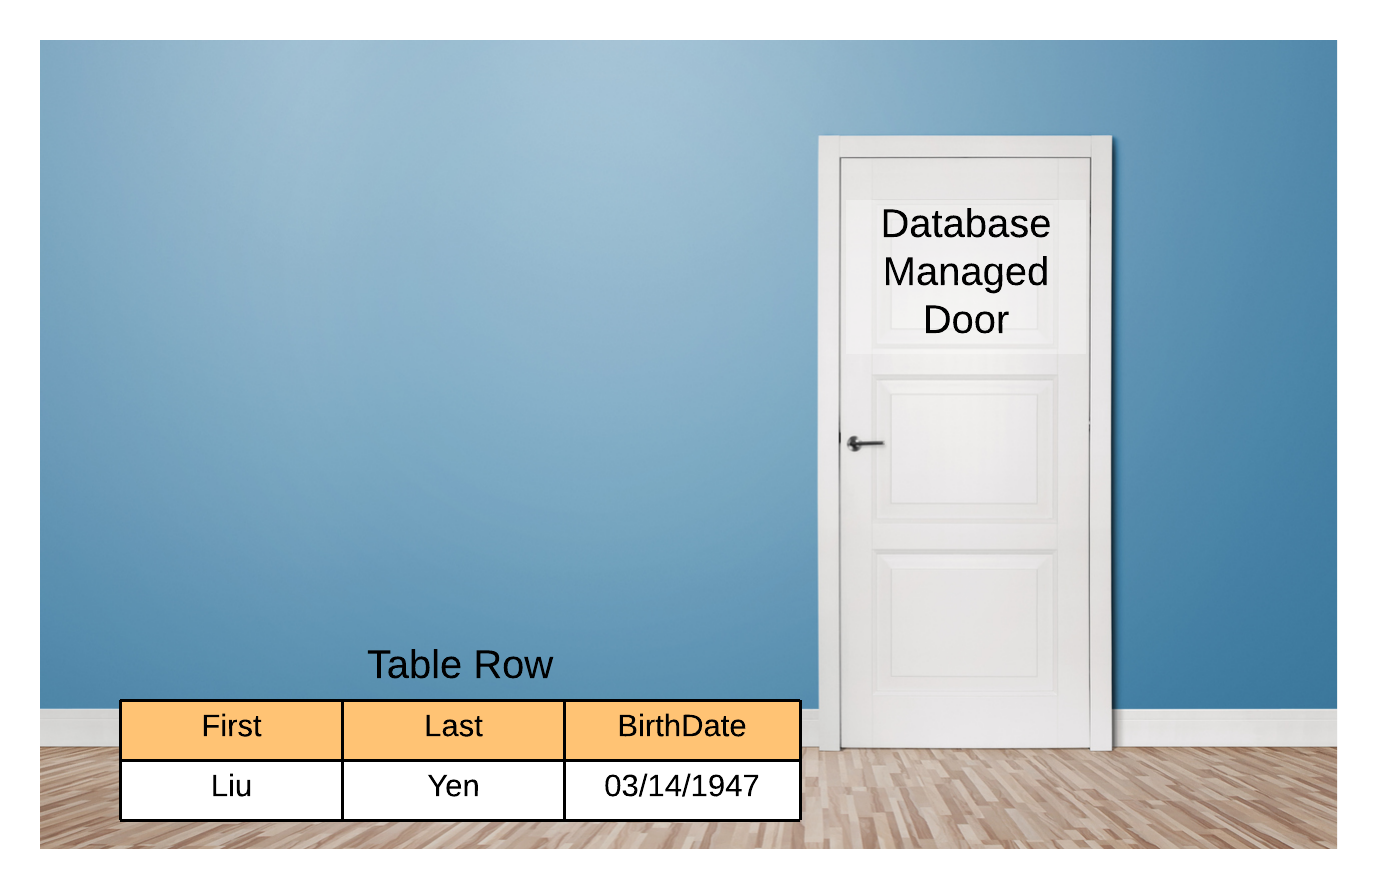 Database
Managed
Door
Table Row
First Last BirthDate
Liu Yen 03/14/1947